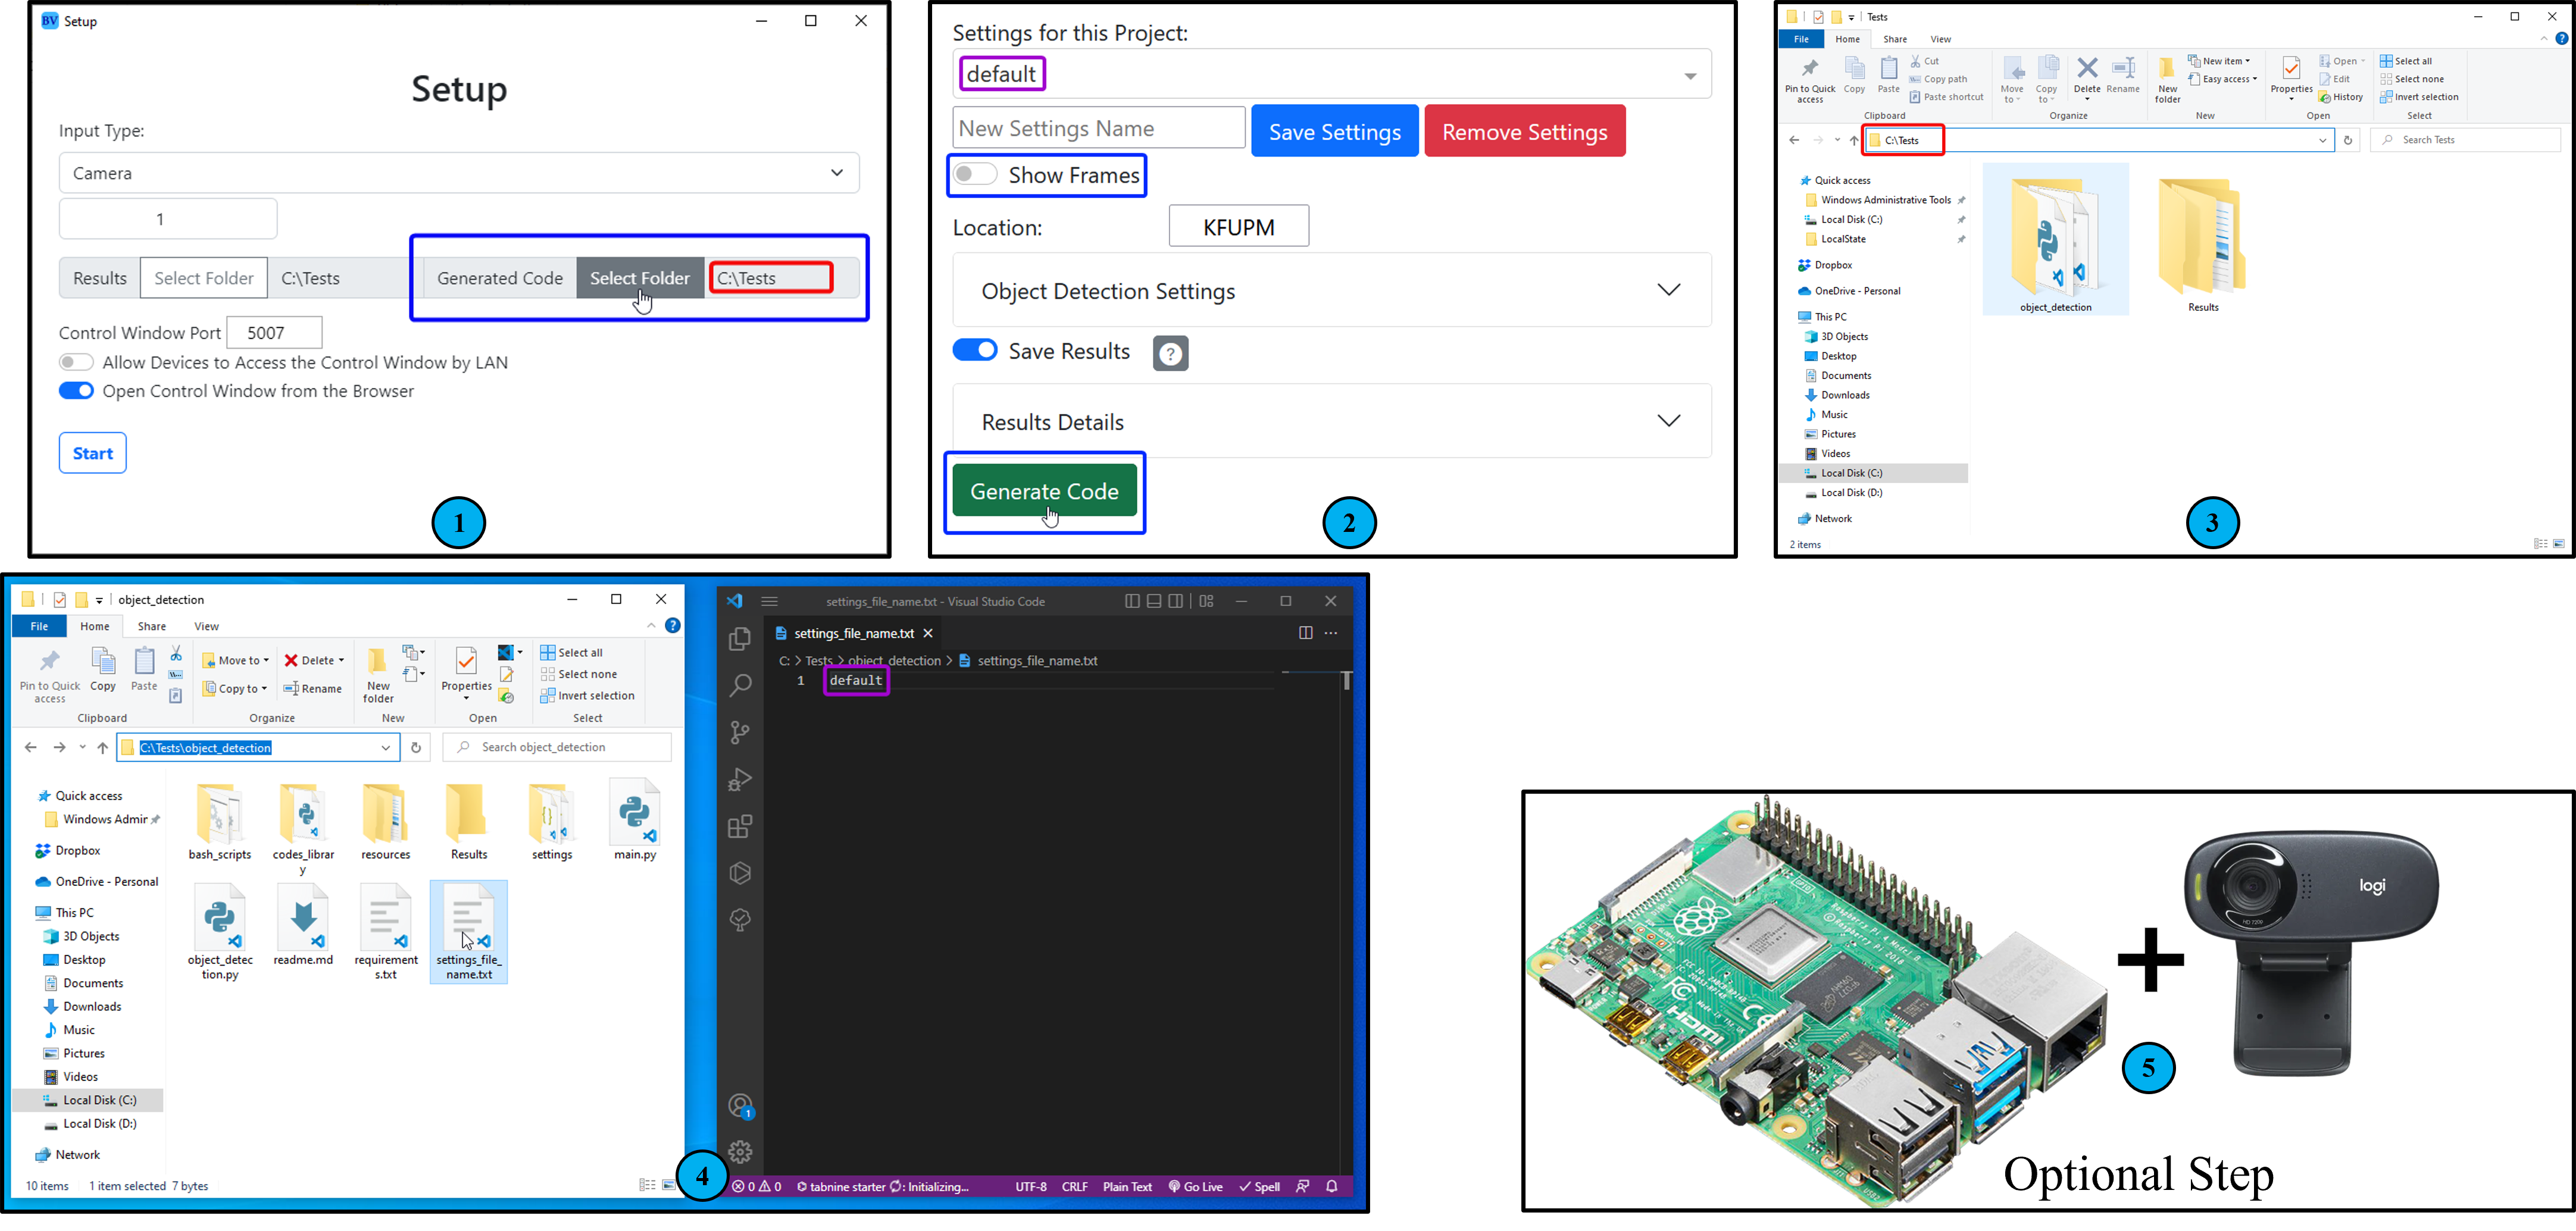 BV Setup
Setup
Input Type:
Camera
1
Results Select Folder C:\Tests Generated Code Select Folder C:\Tests
Control Window Port 5007
Allow Devices to Access the Control Window by LAN
Open Control Window from the Browser
Start
1
Settings for this Project:
default
New Settings Name Save Settings Remove Settings
Show Frames
Location: KFUPM
Object Detection Settings
Save Results ?
Results Details
Generate Code
2
Tests
File Home Share View
Pin to Quick access
Copy
Paste
Cut
Copy path
Paste shortcut
Clipboard
Move to
Copy to
Delete
Rename
Organize
New folder
New item
Easy access
New
Properties
Open
Edit
History
Open
Select all
Select none
Invert selection
Select
C:\Tests
Search Tests
Quick access
Windows Administrative Tools
Local Disk (C:)
LocalState
Dropbox
OneDrive - Personal
This PC
3D Objects
Desktop
Documents
Downloads
Music
Pictures
Videos
Local Disk (C:)
Local Disk (D:)
Network
object_detection
Results
2 items
3
object_detection
File Home Share View
Pin to Quick access
Copy
Paste
Clipboard
Move to
Copy to
Delete
Rename
Organize
New folder
New
Properties
Open
Select all
Select none
Invert selection
Select
C:\Tests\object_detection
Search object_detection
Quick access
Windows Admir
Dropbox
OneDrive - Personal
This PC
3D Objects
Desktop
Documents
Downloads
Music
Pictures
Videos
Local Disk (C:)
Local Disk (D:)
Network
bash_scripts
codes_librar
y
resources
Results
settings
main.py
object_detec
tion.py
readme.md
requirement
s.txt
settings_file_
name.txt
10 items 1 item selected 7 bytes
4
settings_file_name.txt - Visual Studio Code
settings_file_name.txt
C: > Tests > object_detection > settings_file_name.txt
1 default
1
0 0 tabnine starter : Initializing... UTF-8 CRLF Plain Text Go Live Spell
HDMI
FCC
CE
logi
HD 720p
5
Optional Step